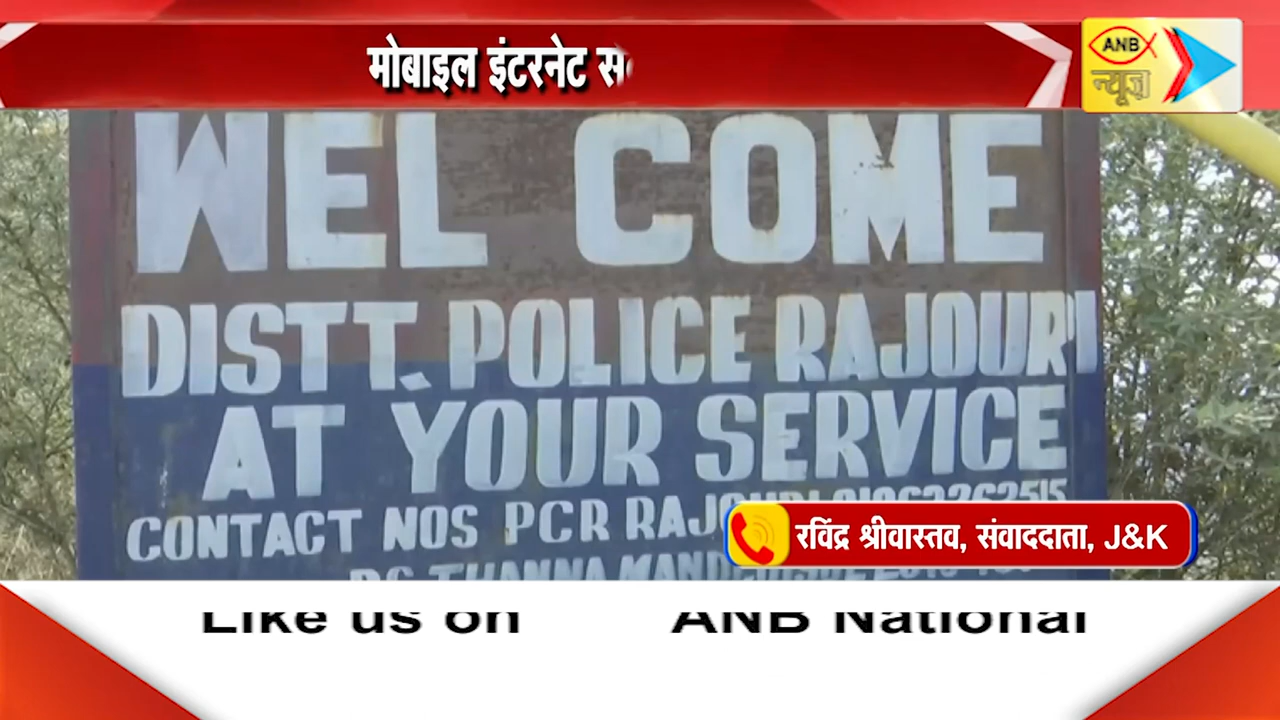 मोबाइल इंटरनेट
ANB
न्यूज़
WEL COME
DISTT. POLICE RAJOURI
AT YOUR SERVICE
CONTACT NOS PCR
रविंद्र श्रीवास्तव, संवाददाता, J&K
Like us on ANB National